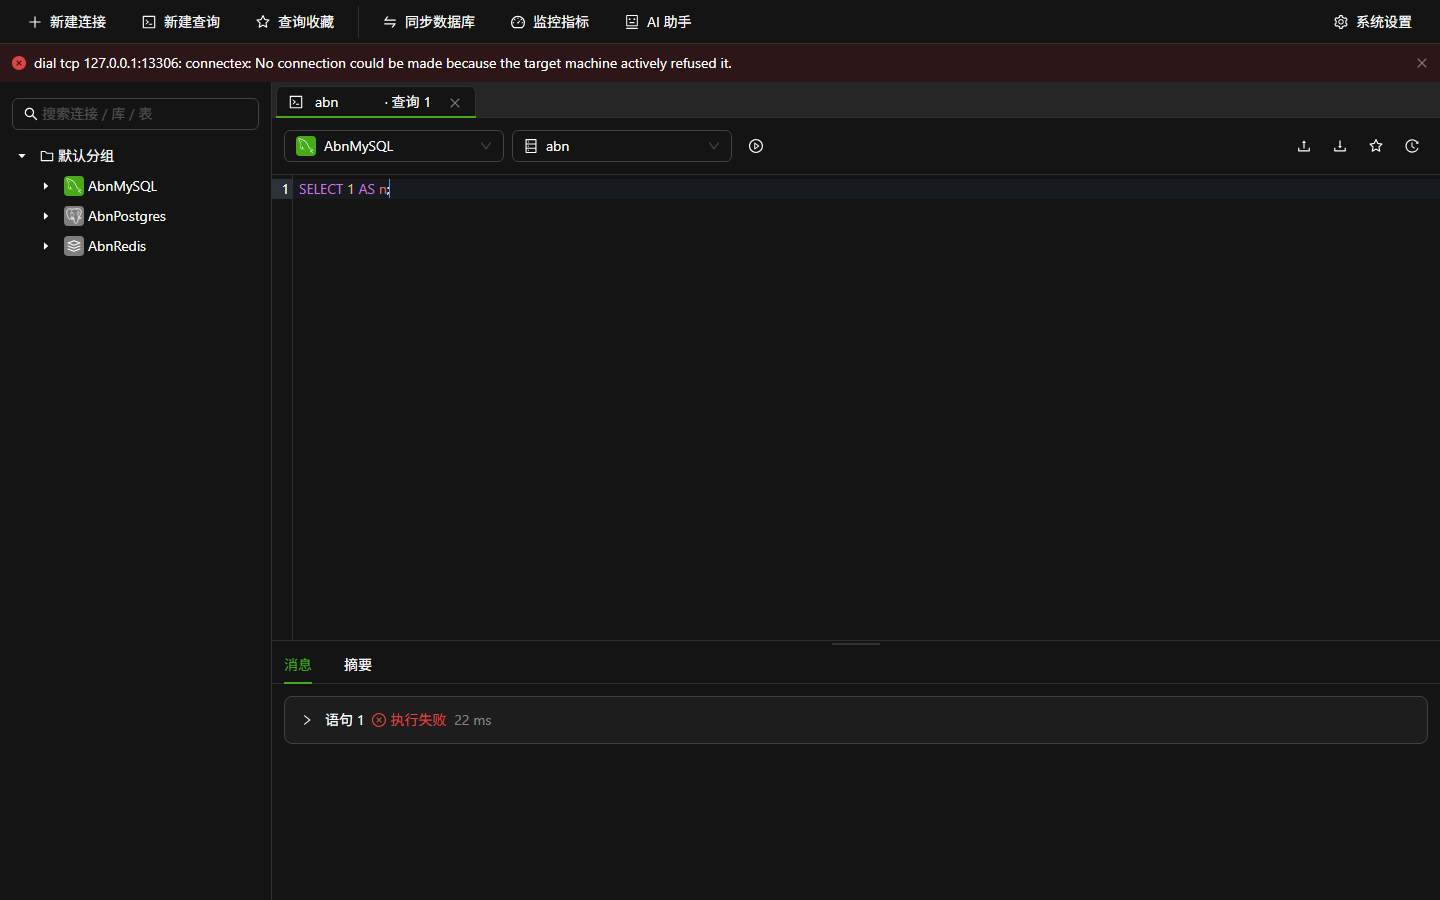 新建连接 新建查询 查询收藏 同步数据库 监控指标 AI 助手 系统设置
dial tcp 127.0.0.1:13306: connectex: No connection could be made because the target machine actively refused it.
搜索连接 / 库 / 表
默认分组
AbnMySQL
AbnPostgres
AbnRedis
abn · 查询 1
AbnMySQL abn
1 SELECT 1 AS n;
消息 摘要
语句 1 执行失败 22 ms